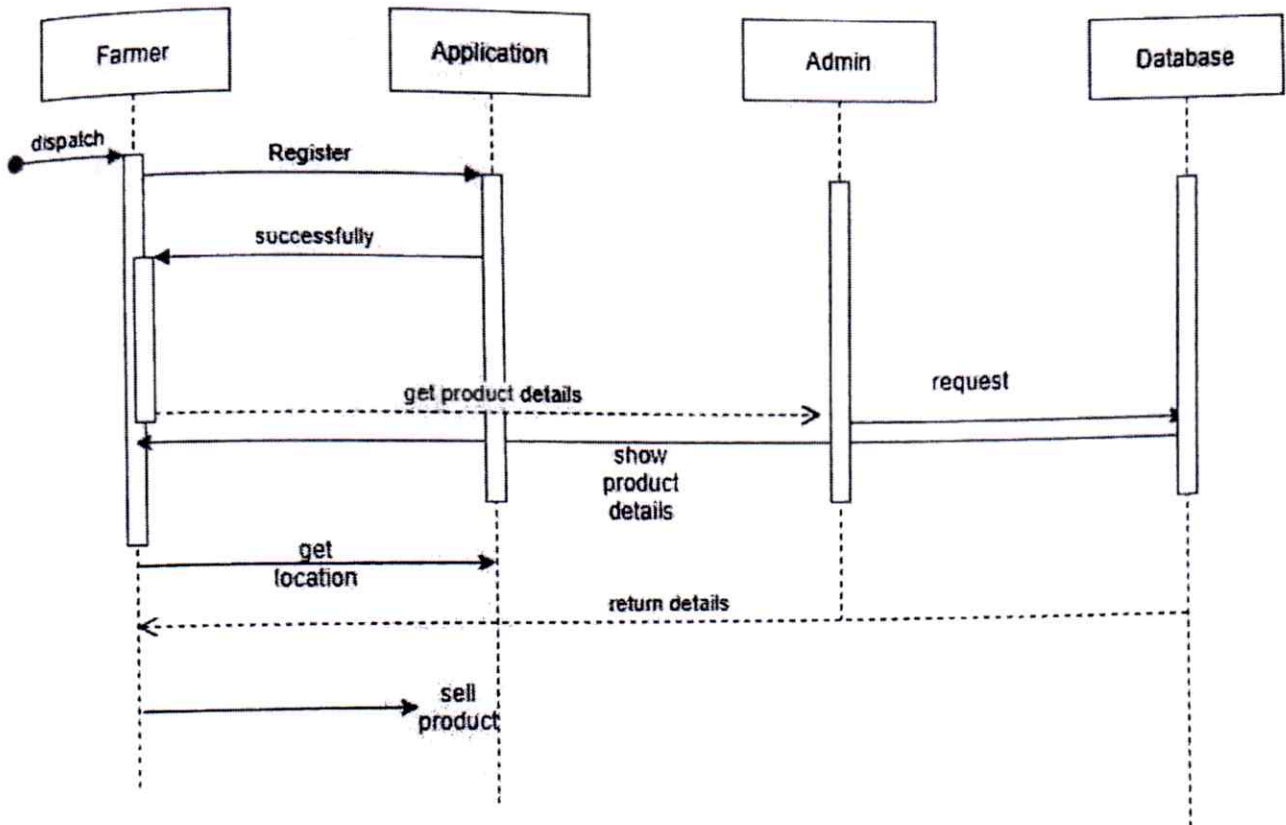 Farmer
Application
Admin
Database
dispatch
Register
successfully
get product details
request
show
product
details
get
location
return details
sell
product